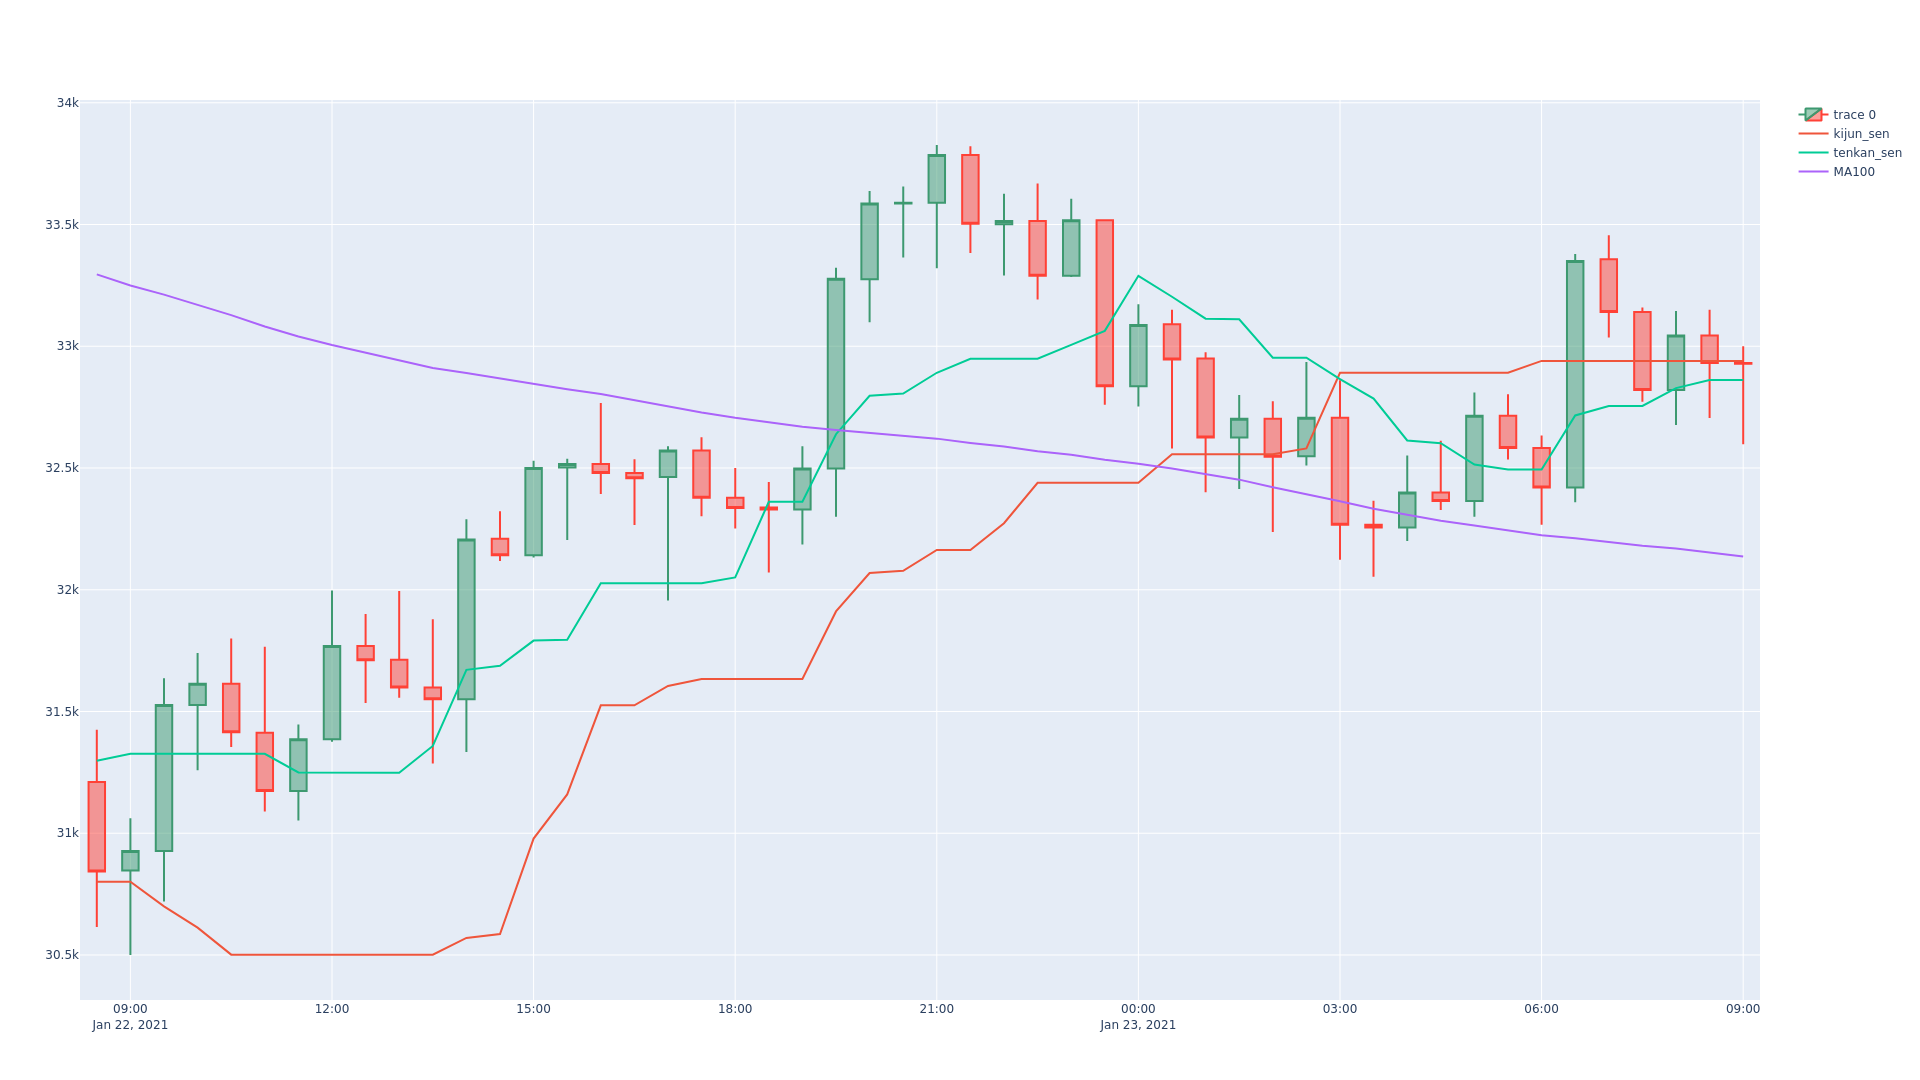 34k
33.5k
33k
32.5k
32k
31.5k
31k
30.5k
09:00
Jan 22, 2021
12:00
15:00
18:00
21:00
00:00
Jan 23, 2021
03:00
06:00
09:00
trace 0
kijun_sen
tenkan_sen
MA100